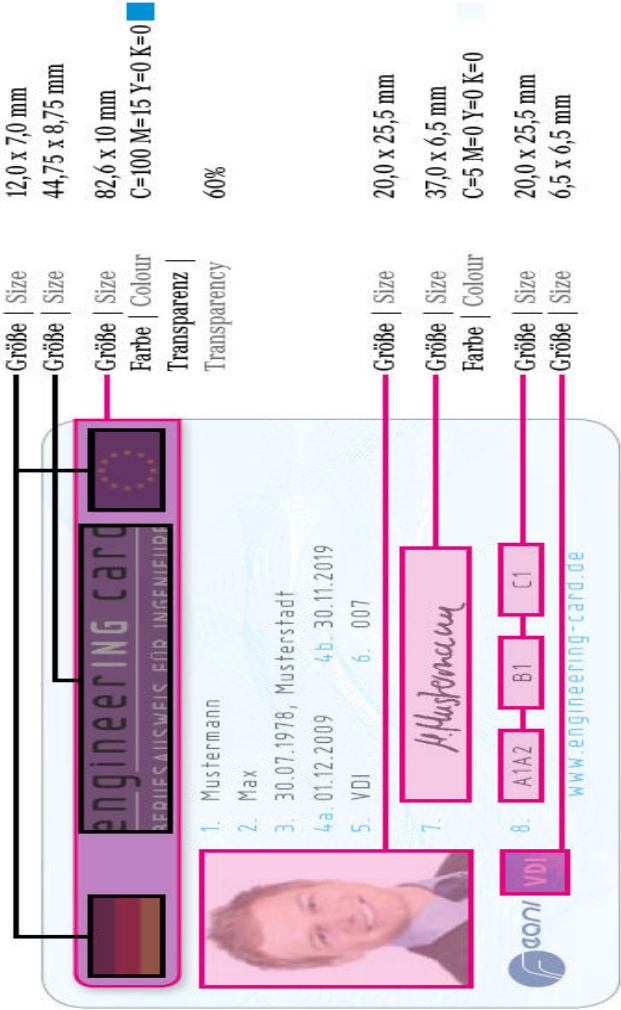 Größe | Size 12,0 x 7,0 mm
Größe | Size 44,75 x 8,75 mm
engineerING card
BERUFSAUSWEIS FÜR INGENIEURE
Größe | Size 82,6 x 10 mm
Farbe | Colour C=100 M=15 Y=0 K=0
Transparenz |
Transparency 60%
1. Mustermann
2. Max
3. 30.07.1978, Musterstadt
4a. 01.12.2009 4b. 30.11.2019
5. VDI 6. 007
Größe | Size 20,0 x 25,5 mm
7. M.Mustermann
Größe | Size 37,0 x 6,5 mm
Farbe | Colour C=5 M=0 Y=0 K=0
8. A1A2 B1 C1
Größe | Size 20,0 x 25,5 mm
VDI
Größe | Size 6,5 x 6,5 mm
www.engineering-card.de